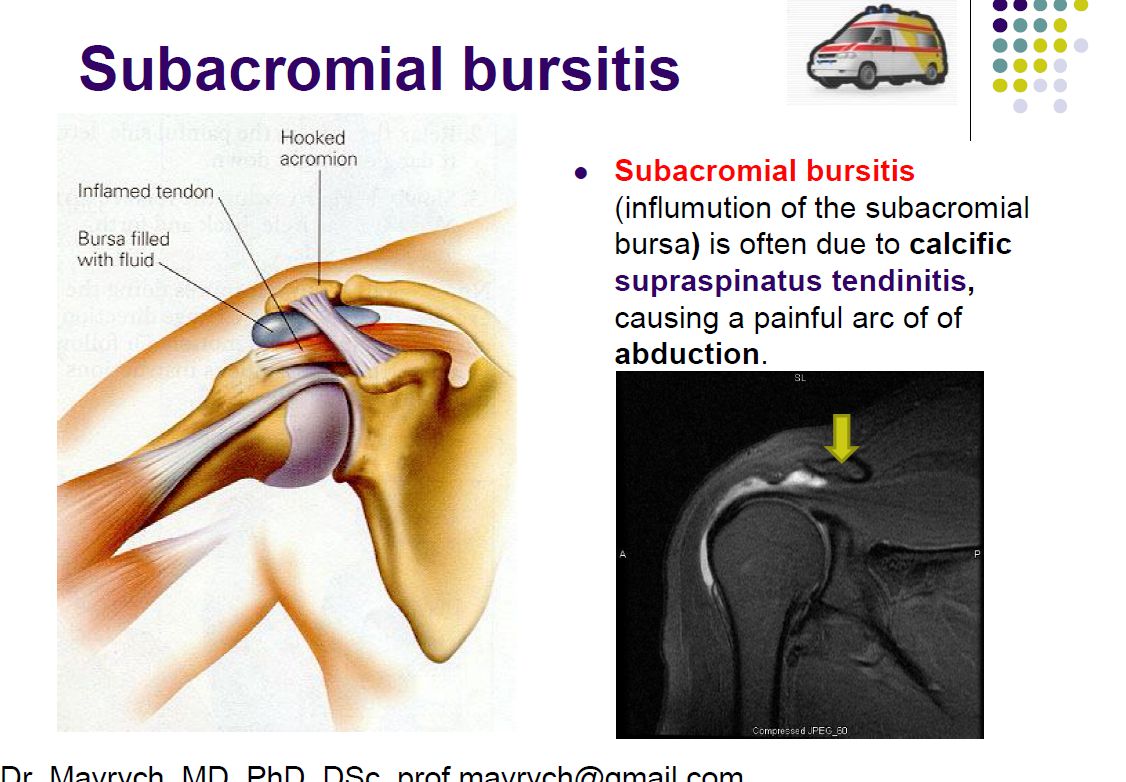 Subacromial bursitis
Hooked
acromion
Inflamed tendon
Bursa filled
with fluid
Subacromial bursitis
(influmution of the subacromial
bursa) is often due to calcific
supraspinatus tendinitis,
causing a painful arc of of
abduction.
SL
A
P
Compressed JPEG_60
Dr. Mavrych, MD, PhD, DSc. prof.mavrych@gmail.com